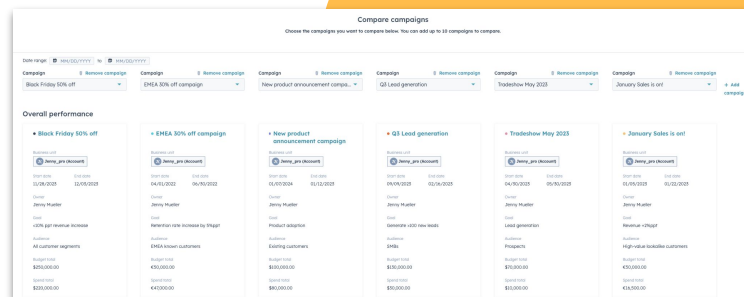 Compare campaigns
Choose the campaigns you want to compare below. You can add up to 10 campaigns to compare.
Date range: MM/DD/YYYY to MM/DD/YYYY
Campaign Remove campaign Campaign Remove campaign Campaign Remove campaign Campaign Remove campaign Campaign Remove campaign Campaign Remove campaign
Black Friday 50% off EMEA 30% off campaign New product announcement campa... Q3 Lead generation Tradeshow May 2023 January Sales is on! + Add
campaign
Overall performance
Black Friday 50% off EMEA 30% off campaign New product Q3 Lead generation Tradeshow May 2023 January Sales is on!
announcement campaign
Business unit Business unit Business unit Business unit Business unit Business unit
Jenny_pro (Account) Jenny_pro (Account) Jenny_pro (Account) Jenny_pro (Account) Jenny_pro (Account) Jenny_pro (Account)
Start date End date Start date End date Start date End date Start date End date Start date End date Start date End date
11/28/2023 12/03/2023 04/01/2022 06/30/2022 01/07/2024 01/12/2023 09/09/2023 02/16/2023 04/30/2023 05/30/2023 01/03/2023 01/22/2023
Owner Owner Owner Owner Owner Owner
Jenny Mueller Jenny Mueller Jenny Mueller Jenny Mueller Jenny Mueller Jenny Mueller
Goal Goal Goal Goal Goal Goal
ppt revenue increase Retention rate increase by 5%ppt Product adoption Generate new leads Lead generation Revenue
Audience Audience Audience Audience Audience Audience
All customer segments EMEA known customers Existing customers SMBs Prospects High-value lookalike customers
Budget total Budget total Budget total Budget total Budget total Budget total
$250,000.00 €50,000.00 $100,000.00 $150,000.00 $70,000.00
Spend total Spend total Spend total Spend total Spend total Spend total
$220,000.00 €47,000.00 $80,000.00 $10,000.00 €16,500.00